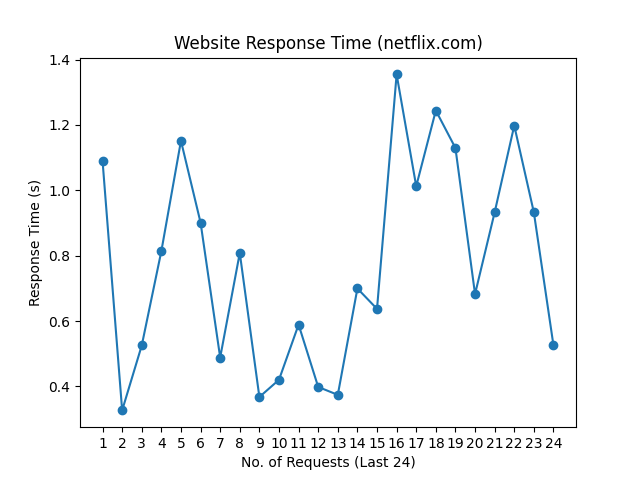 Website Response Time (netflix.com)
1.4
1.2
1.0
0.8
0.6
0.4
Response Time (s)
1 2 3 4 5 6 7 8 9 10 11 12 13 14 15 16 17 18 19 20 21 22 23 24
No. of Requests (Last 24)